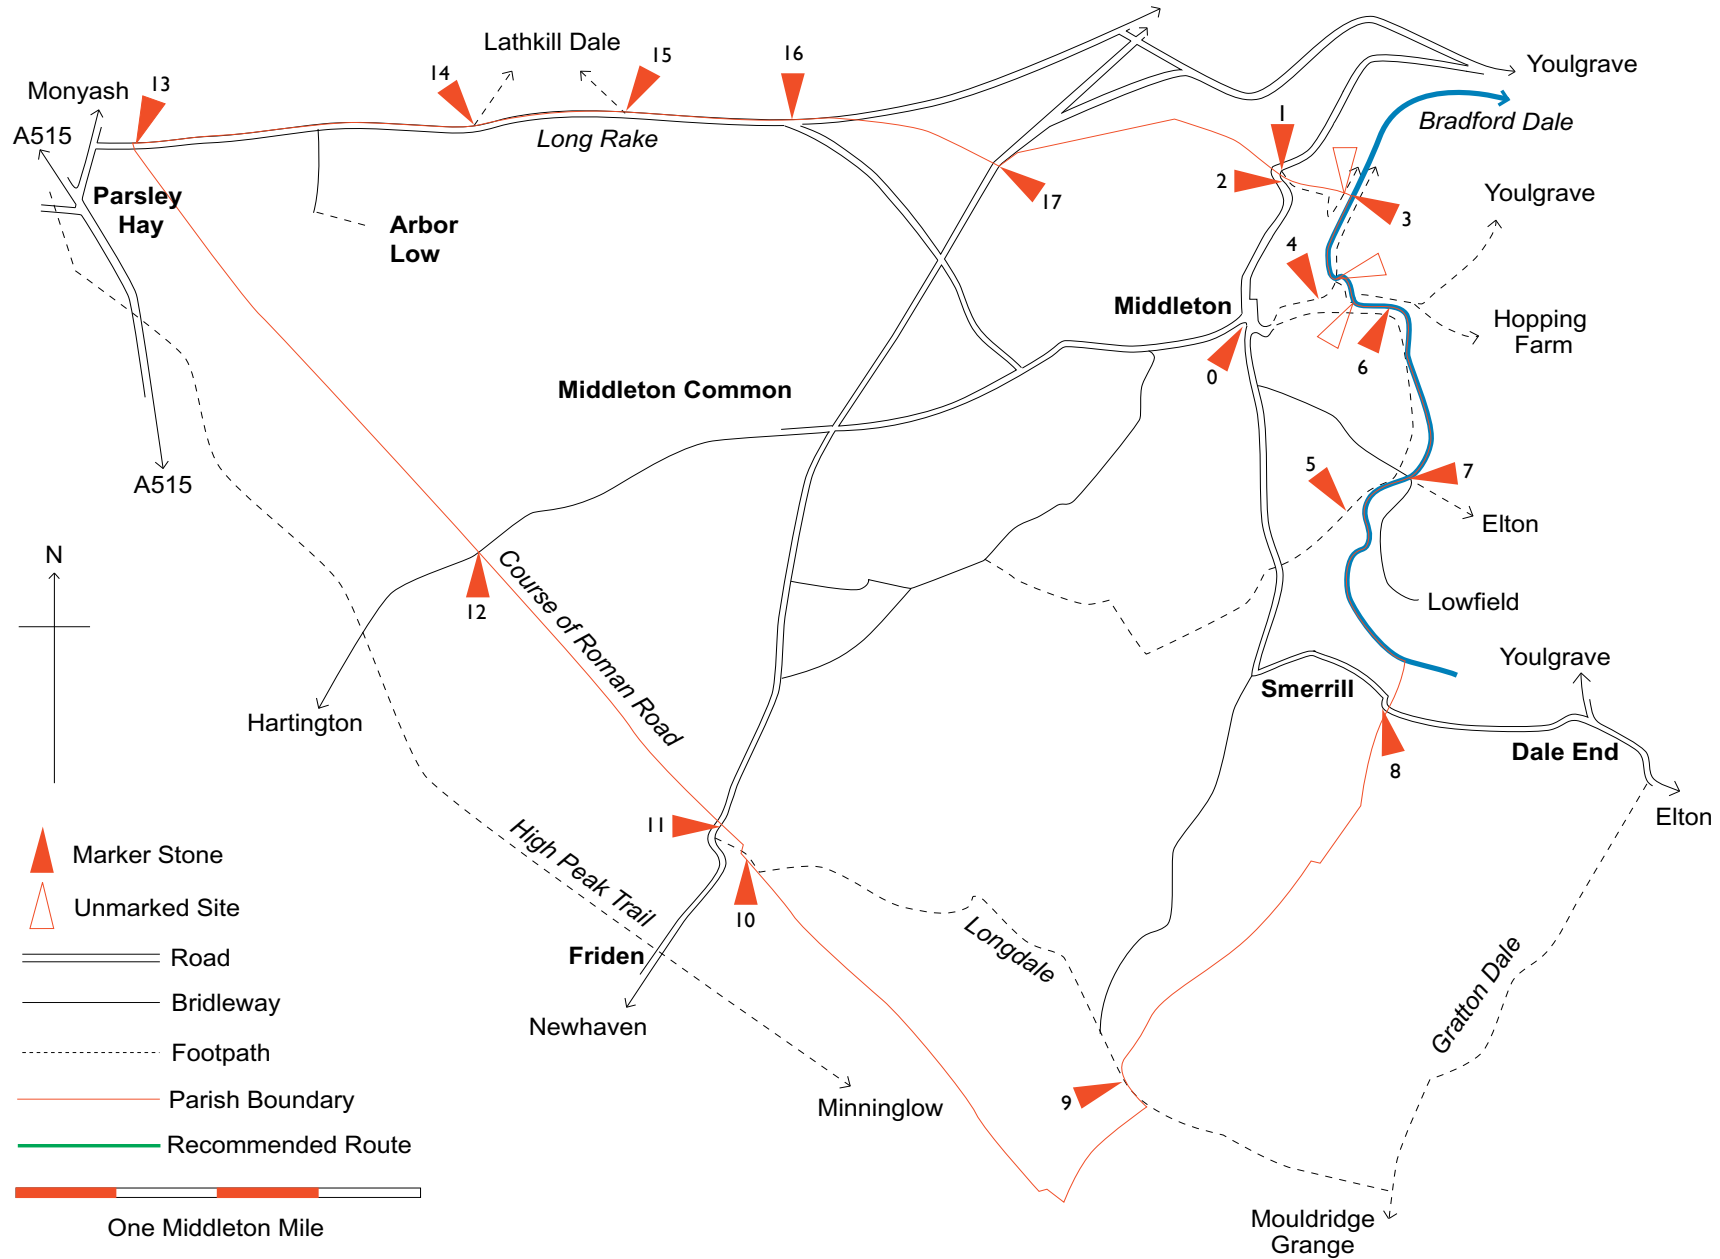 Lathkill Dale
Monyash
A515
13
14
15
16
Long Rake
Youlgrave
Bradford Dale
1
2
3
17
Parsley
Hay
Arbor
Low
Youlgrave
4
Middleton
Hopping
Farm
0
6
Middleton Common
A515
5
7
Elton
N
12
Course of Roman Road
Lowfield
Hartington
Smerrill
Youlgrave
Dale End
8
Elton
11
10
High Peak Trail
Friden
Longdale
Gratton Dale
Newhaven
Minninglow
9
Mouldridge
Grange
Marker Stone
Unmarked Site
Road
Bridleway
Footpath
Parish Boundary
Recommended Route
One Middleton Mile